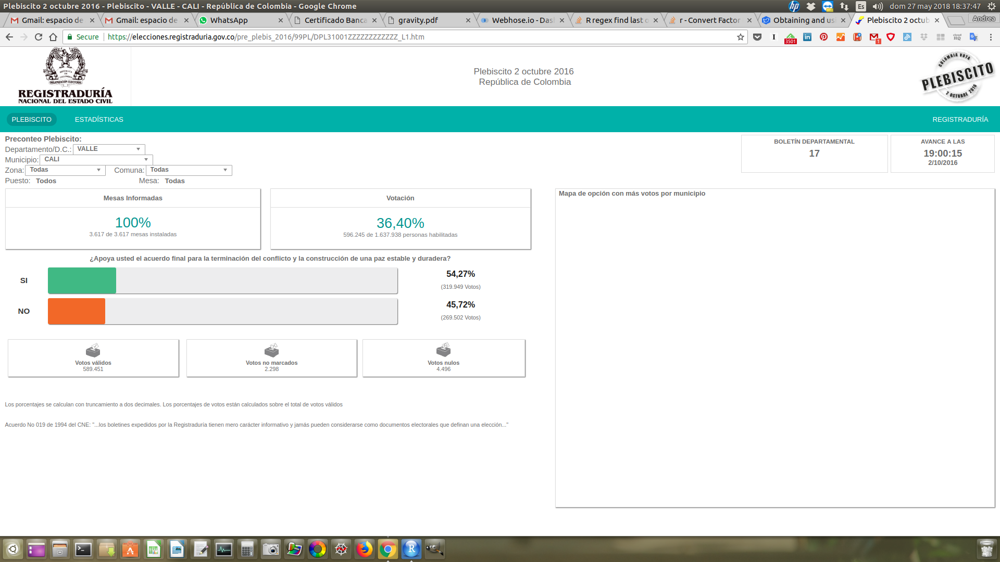 Plebiscito 2 octubre 2016 - Plebiscito - VALLE - CALI - República de Colombia - Google Chrome
Es
dom 27 may 2018 18:37:47
Gmail: espacio de
Gmail: espacio de
WhatsApp
Certificado Banca
gravity.pdf
Webhose.io - Das
R regex find last o
r - Convert Factor
Obtaining and usi
Plebiscito 2 octub
Andrea
Secure
https://elecciones.registraduria.gov.co/pre_plebis_2016/99PL/DPL31001ZZZZZZZZZZZZ_L1.htm
3501
1
cloud HQ
REPÚBLICA DE COLOMBIA
ORGANIZACIÓN ELECTORAL
REGISTRADURÍA
NACIONAL DEL ESTADO CIVIL
Plebiscito 2 octubre 2016
República de Colombia
COLOMBIA VOTA
PLEBISCITO
2 OCTUBRE 2016
PLEBISCITO
ESTADÍSTICAS
REGISTRADURÍA
Preconteo Plebiscito:
Departamento/D.C.: VALLE
Municipio: CALI
Zona: Todas Comuna: Todas
Puesto: Todos Mesa: Todas
BOLETÍN DEPARTAMENTAL
17
AVANCE A LAS
19:00:15
2/10/2016
Mesas Informadas
100%
3.617 de 3.617 mesas instaladas
Votación
36,40%
596.245 de 1.637.938 personas habilitadas
Mapa de opción con más votos por municipio
¿Apoya usted el acuerdo final para la terminación del conflicto y la construcción de una paz estable y duradera?
SI
54,27%
(319.949 Votos)
NO
45,72%
(269.502 Votos)
Votos válidos
589.451
Votos no marcados
2.298
Votos nulos
4.496
Los porcentajes se calculan con truncamiento a dos decimales. Los porcentajes de votos están calculados sobre el total de votos válidos
Acuerdo No 019 de 1994 del CNE: "...los boletines expedidos por la Registraduría tienen mero carácter informativo y jamás pueden considerarse como documentos electorales que definan una elección..."